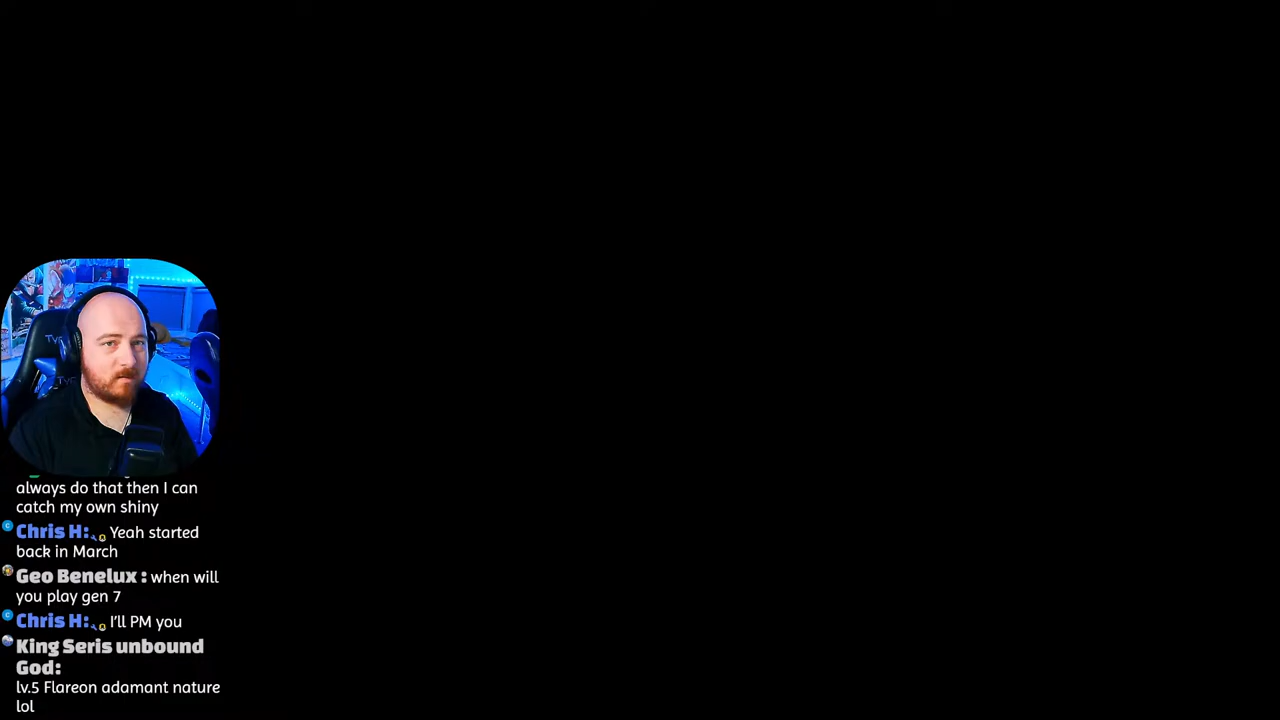 always do that then I can
catch my own shiny
Chris H: Yeah started
back in March
Geo Benelux : when will
you play gen 7
Chris H: I'll PM you
King Seris unbound
God:
lv.5 Flareon adamant nature
lol